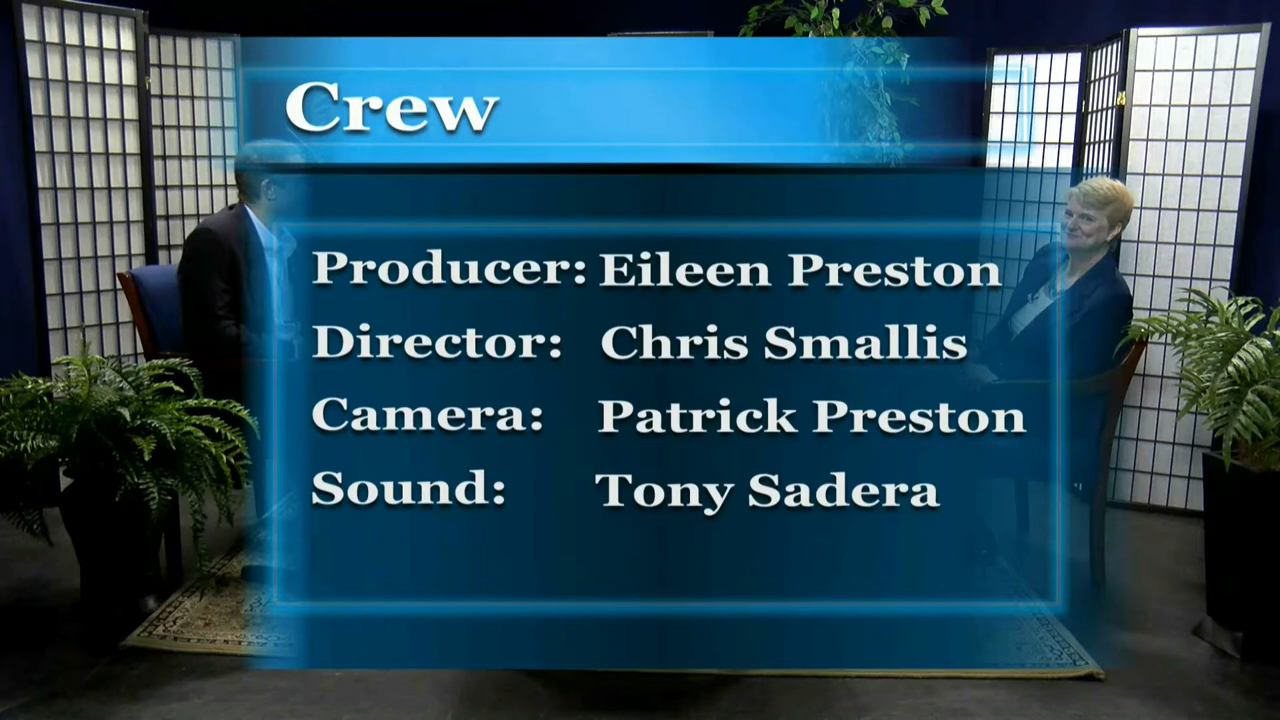 Crew
Producer: Eileen Preston
Director: Chris Smallis
Camera: Patrick Preston
Sound: Tony Sadera